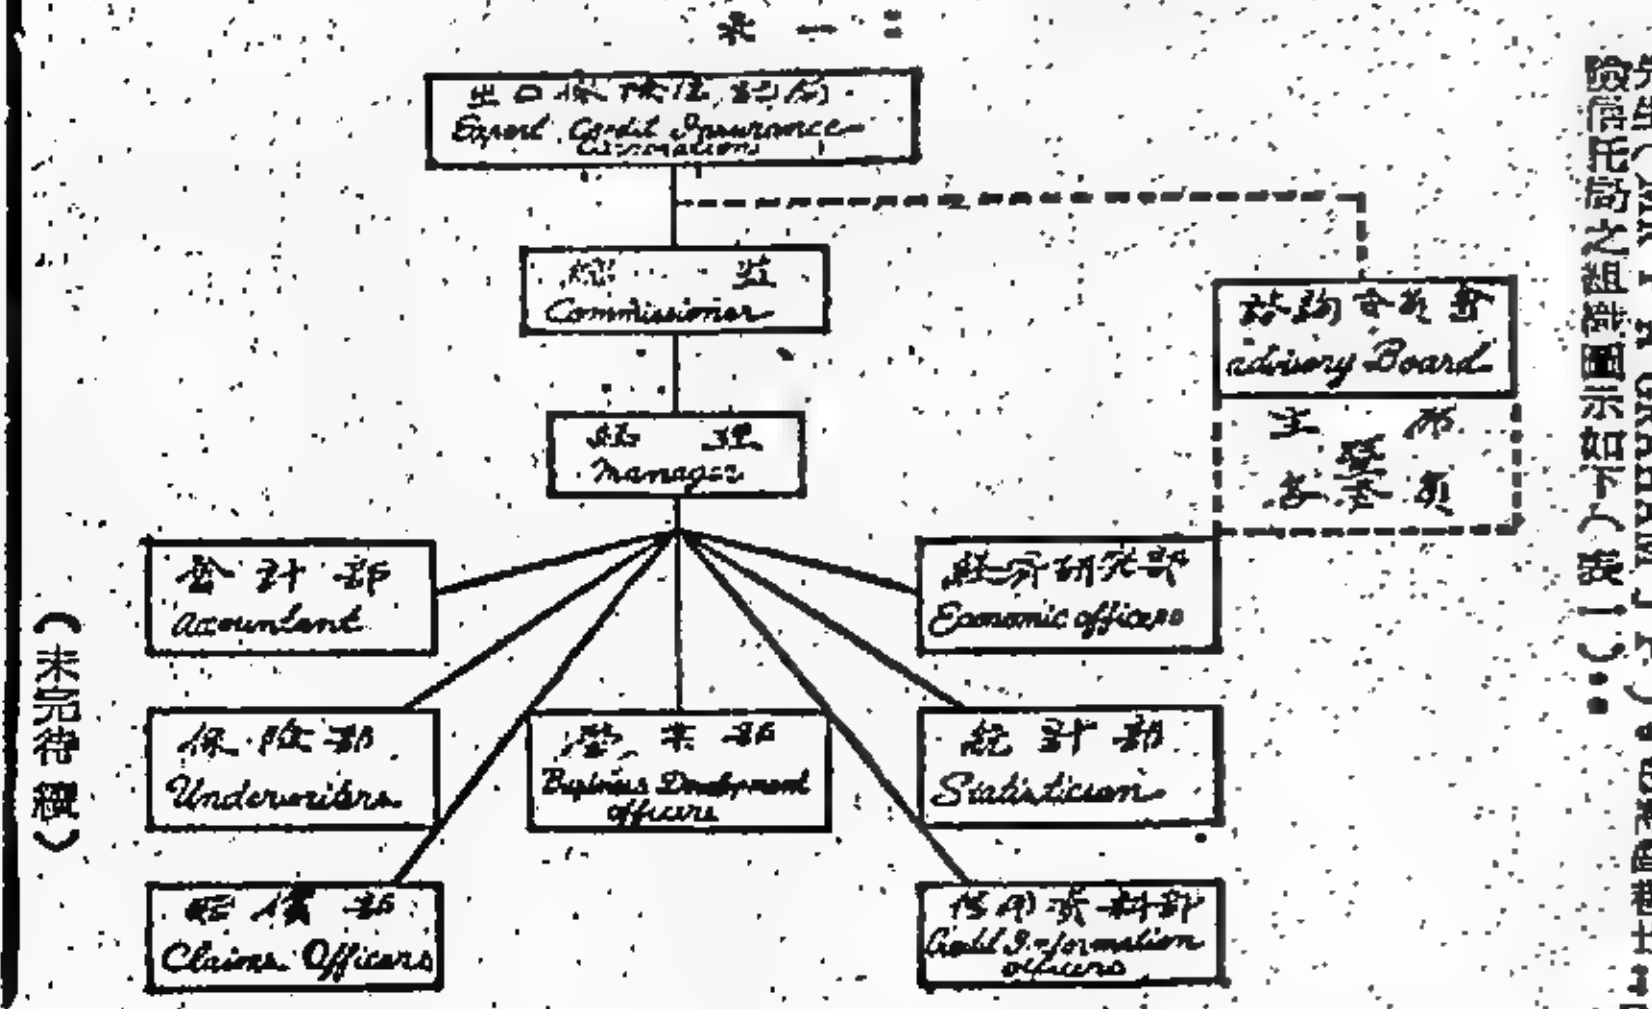 險信托局之組織圖示如下）表一（：
表一：
出口保險信託局
Export Credit Insurance
Corporations
總 監
Commissioner
諮詢委員會
Advisory Board
主 席
暨
各 委 員
經 理
Manager
會 計 部
Accountant
經濟研究部
Economic officers
保 險 部
Underwriters
營 業 部
Business Development
officers
統 計 部
Statistician
賠 償 部
Claims Officers
信用資料部
Credit Information
officers
（未完待續）